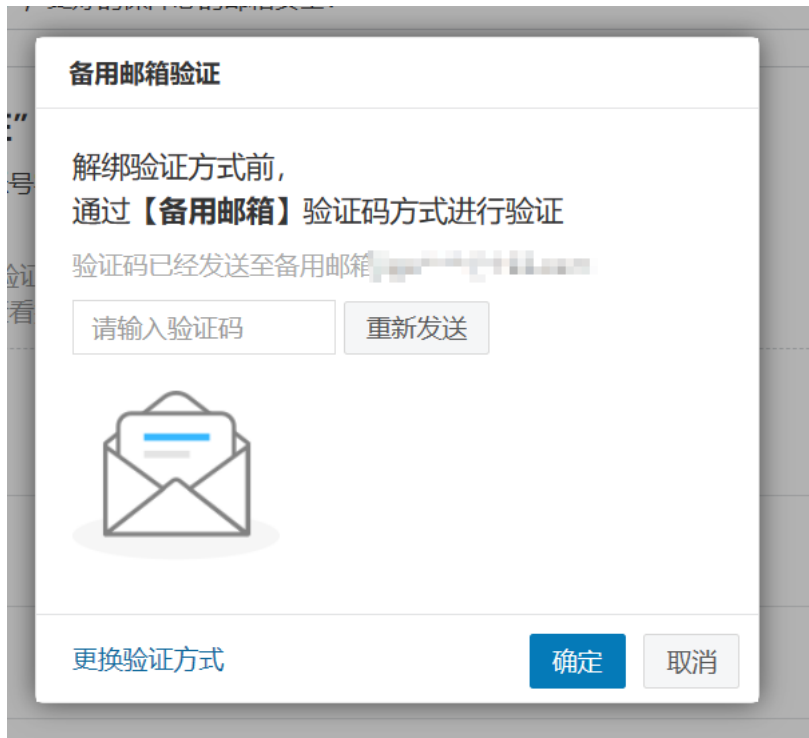 备用邮箱验证
解绑验证方式前，
通过【备用邮箱】验证码方式进行验证
验证码已经发送至备用邮箱
请输入验证码 重新发送
更换验证方式 确定 取消